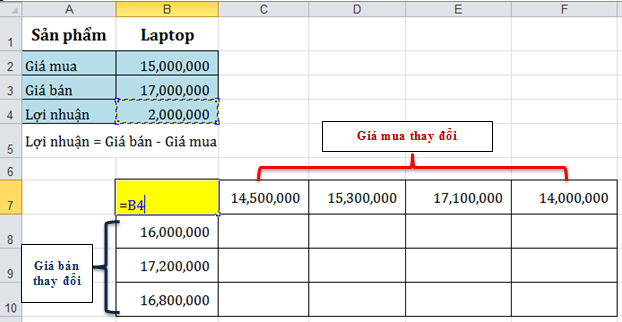 A B C D E F
1 Sản phẩm Laptop
2 Giá mua 15,000,000
3 Giá bán 17,000,000
4 Lợi nhuận 2,000,000
5 Lợi nhuận = Giá bán - Giá mua
Giá mua thay đổi
6
7 =B4 14,500,000 15,300,000 17,100,000 14,000,000
8 16,000,000
9 17,200,000
10 16,800,000
Giá bán
thay đổi